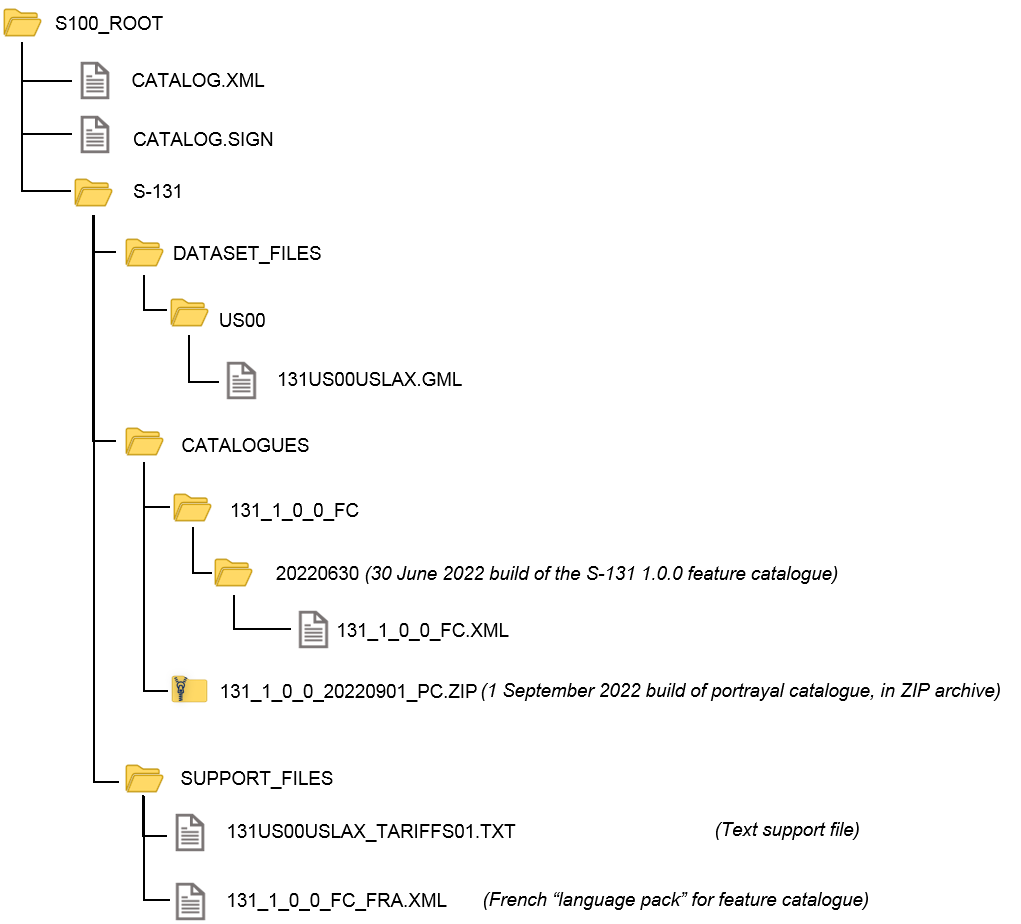 S100_ROOT
CATALOG.XML
CATALOG.SIGN
S-131
DATASET_FILES
US00
131US00USLAX.GML
CATALOGUES
131_1_0_0_FC
20220630 (30 June 2022 build of the S-131 1.0.0 feature catalogue)
131_1_0_0_FC.XML
131_1_0_0_20220901_PC.ZIP (1 September 2022 build of portrayal catalogue, in ZIP archive)
SUPPORT_FILES
131US00USLAX_TARIFFS01.TXT (Text support file)
131_1_0_0_FC_FRA.XML (French “language pack” for feature catalogue)